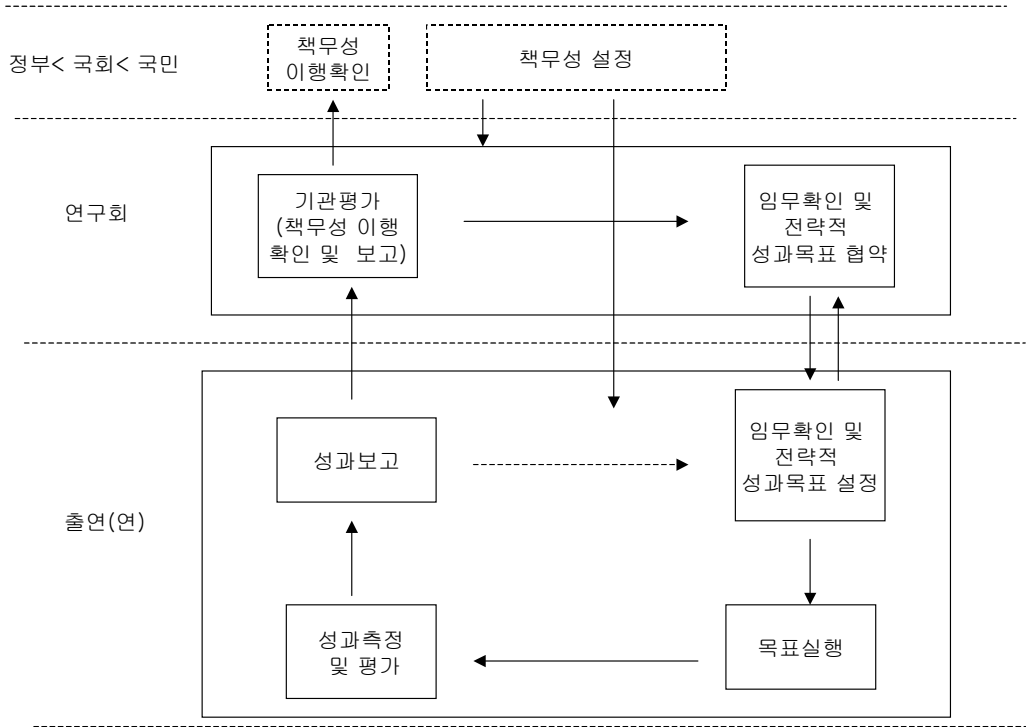 책무성
이행확인
책무성 설정
정부< 국회< 국민
연구회
기관평가
(책무성 이행
확인 및 보고)
임무확인 및
전략적
성과목표 협약
출연(연)
성과보고
임무확인 및
전략적
성과목표 설정
성과측정
및 평가
목표실행